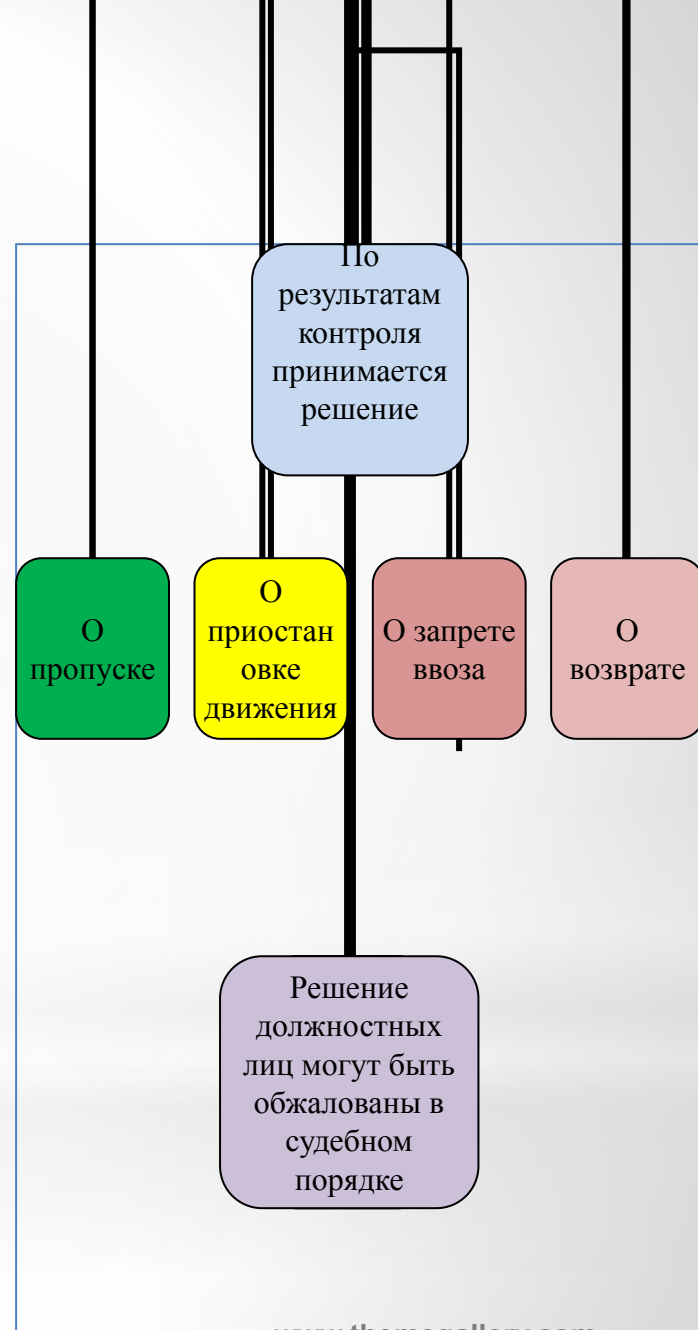 По
результатам
контроля
принимается
решение
О
пропуске
О
приостан
овке
движения
О запрете
ввоза
О
возврате
Решение
должностных
лиц могут быть
обжалованы в
судебном
порядке